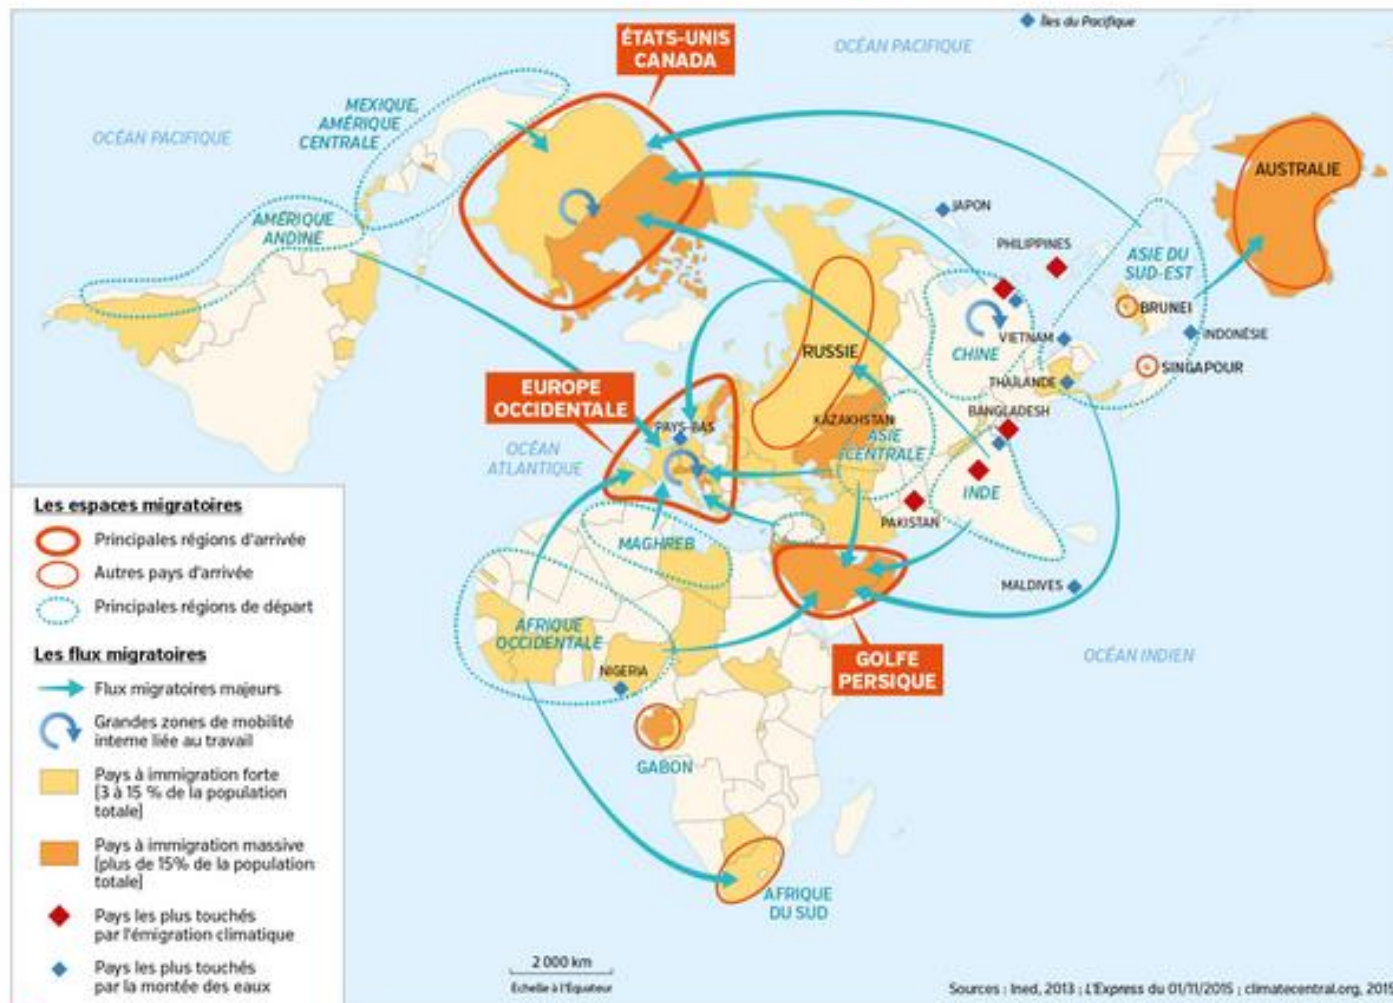 Îles du Pacifique
OCÉAN PACIFIQUE
ÉTATS-UNIS
CANADA
MEXIQUE,
AMÉRIQUE
CENTRALE
OCÉAN PACIFIQUE
AUSTRALIE
AMÉRIQUE
ANDINE
JAPON
PHILIPPINES
ASIE DU
SUD-EST
BRUNEI
INDONÉSIE
VIETNAM
CHINE
RUSSIE
SINGAPOUR
THAÏLANDE
EUROPE
OCCIDENTALE
BANGLADESH
KAZAKHSTAN
PAYS-BAS
ASIE
CENTRALE
OCÉAN
ATLANTIQUE
INDE
PAKISTAN
MAGHREB
MALDIVES
AFRIQUE
OCCIDENTALE
OCÉAN INDIEN
NIGERIA
GOLFE
PERSIQUE
GABON
AFRIQUE
DU SUD
Les espaces migratoires
Principales régions d'arrivée
Autres pays d'arrivée
Principales régions de départ
Les flux migratoires
Flux migratoires majeurs
Grandes zones de mobilité
interne liée au travail
Pays à immigration forte
[3 à 15 % de la population
totale]
Pays à immigration massive
[plus de 15% de la population
totale]
Pays les plus touchés
par l'émigration climatique
Pays les plus touchés
par la montée des eaux
2 000 km
Échelle à l'Équateur
Sources : Ined, 2013 ; L'Express du 01/11/2015 ; climatecentral.org, 2015